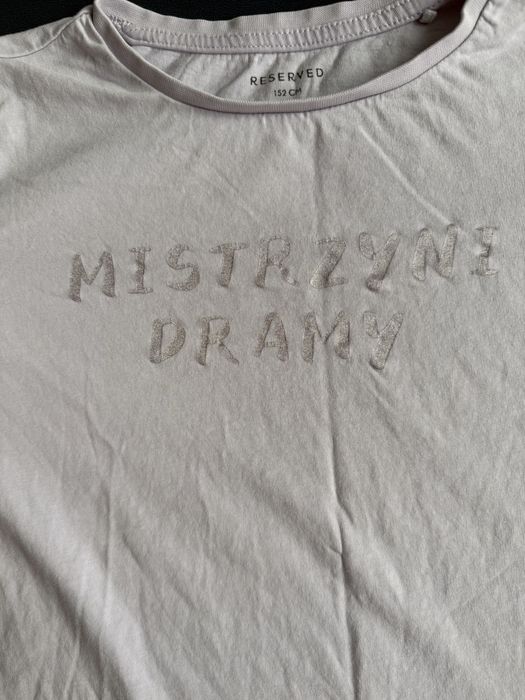 RESERVED
152 CM
MISTRZYNI
DRAMY